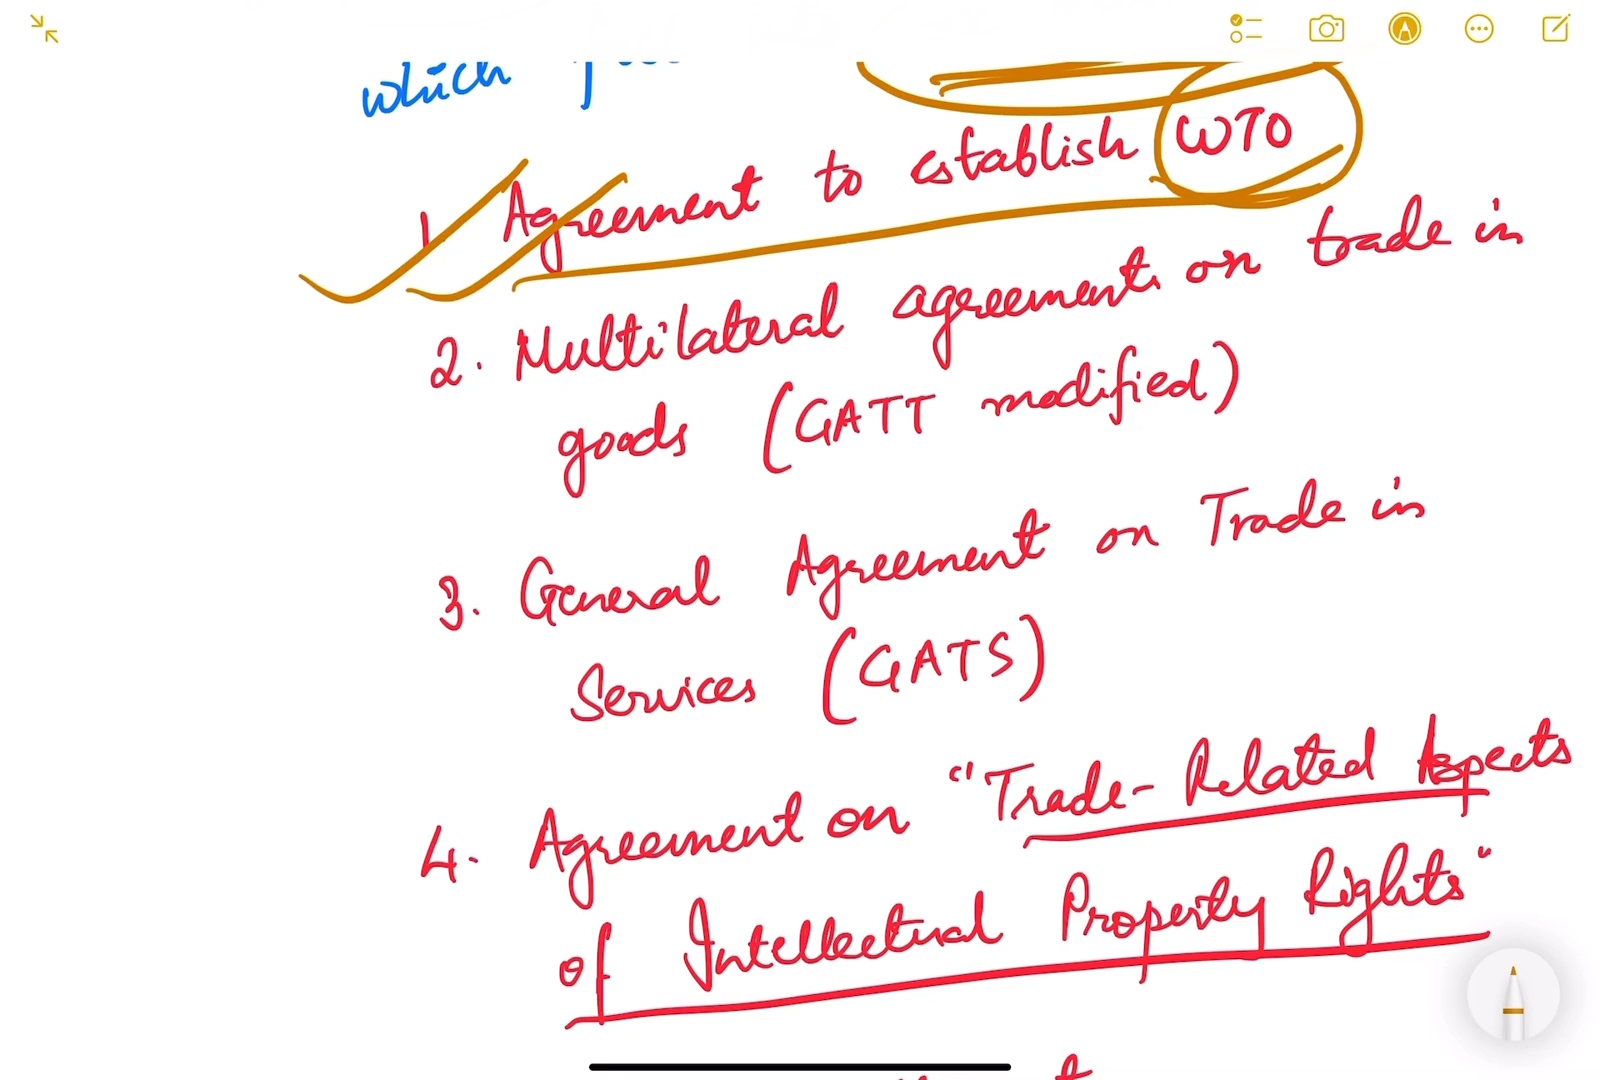 which
1. Agreement to establish WTO
2. Multilateral agreements on trade in
goods (GATT modified)
3. General Agreement on Trade in
Services (GATS)
4. Agreement on "Trade-Related Aspects
of Intellectual Property Rights"